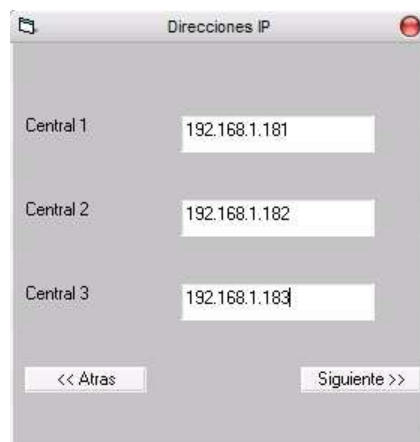 Direcciones IP
Central 1 192.168.1.181
Central 2 192.168.1.182
Central 3 192.168.1.183
<< Atras Siguiente >>